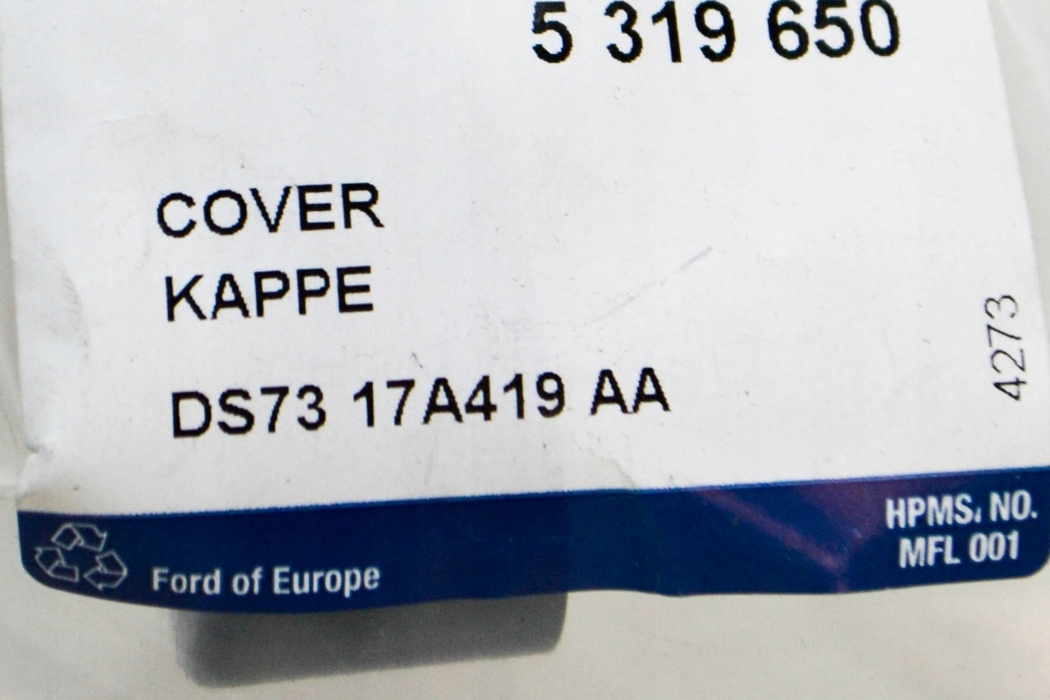 5 319 650
COVER
KAPPE
DS73 17A419 AA
4273
HPMS. NO.
MFL 001
Ford of Europe